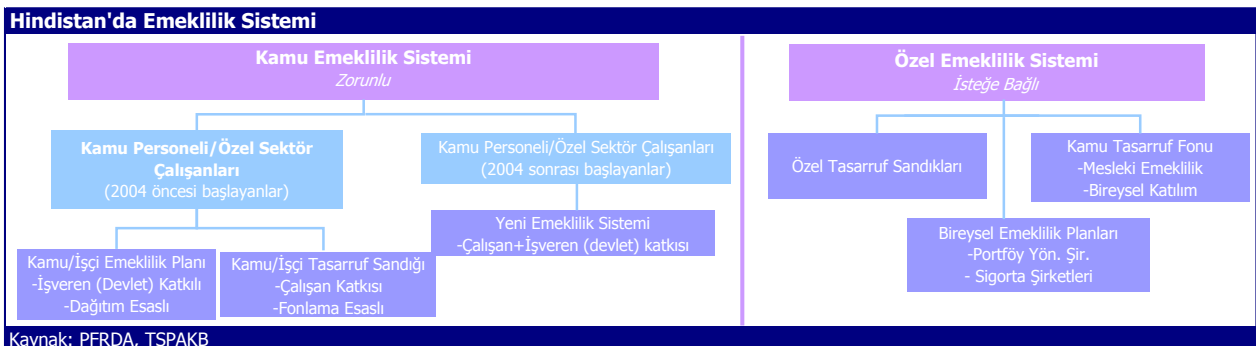 Hindistan'da Emeklilik Sistemi
Kamu Emeklilik Sistemi
Zorunlu
Kamu Personeli/Özel Sektör
Çalışanları
(2004 öncesi başlayanlar)
Kamu Personeli/Özel Sektör Çalışanları
(2004 sonrası başlayanlar)
Yeni Emeklilik Sistemi
-Çalışan+İşveren (devlet) katkısı
Kamu/İşçi Emeklilik Planı
-İşveren (Devlet) Katkılı
-Dağıtım Esaslı
Kamu/İşçi Tasarruf Sandığı
-Çalışan Katkısı
-Fonlama Esaslı
Özel Emeklilik Sistemi
İsteğe Bağlı
Özel Tasarruf Sandıkları
Kamu Tasarruf Fonu
-Mesleki Emeklilik
-Bireysel Katılım
Bireysel Emeklilik Planları
-Portföy Yön. Şir.
- Sigorta Şirketleri
Kaynak: PFRDA, TSPAKB